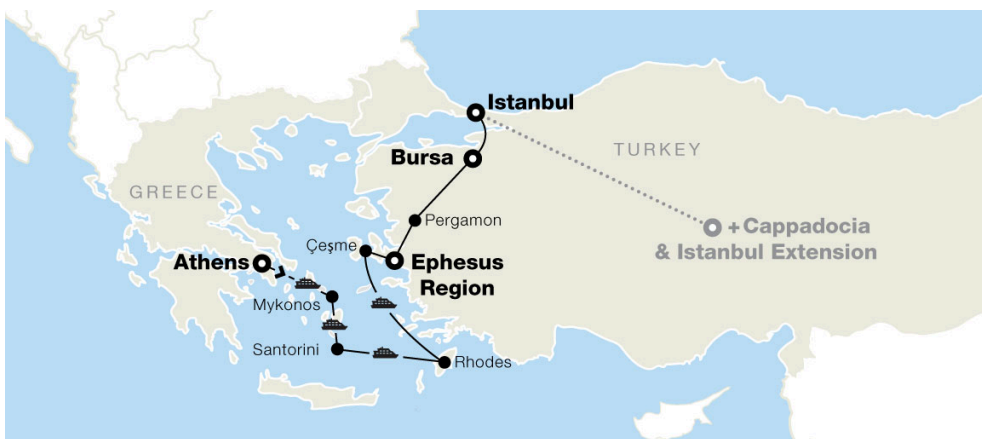 Istanbul
Bursa
TURKEY
GREECE
Pergamon
+Cappadocia
& Istanbul Extension
Çeşme
Athens
Ephesus
Region
Mykonos
Santorini
Rhodes